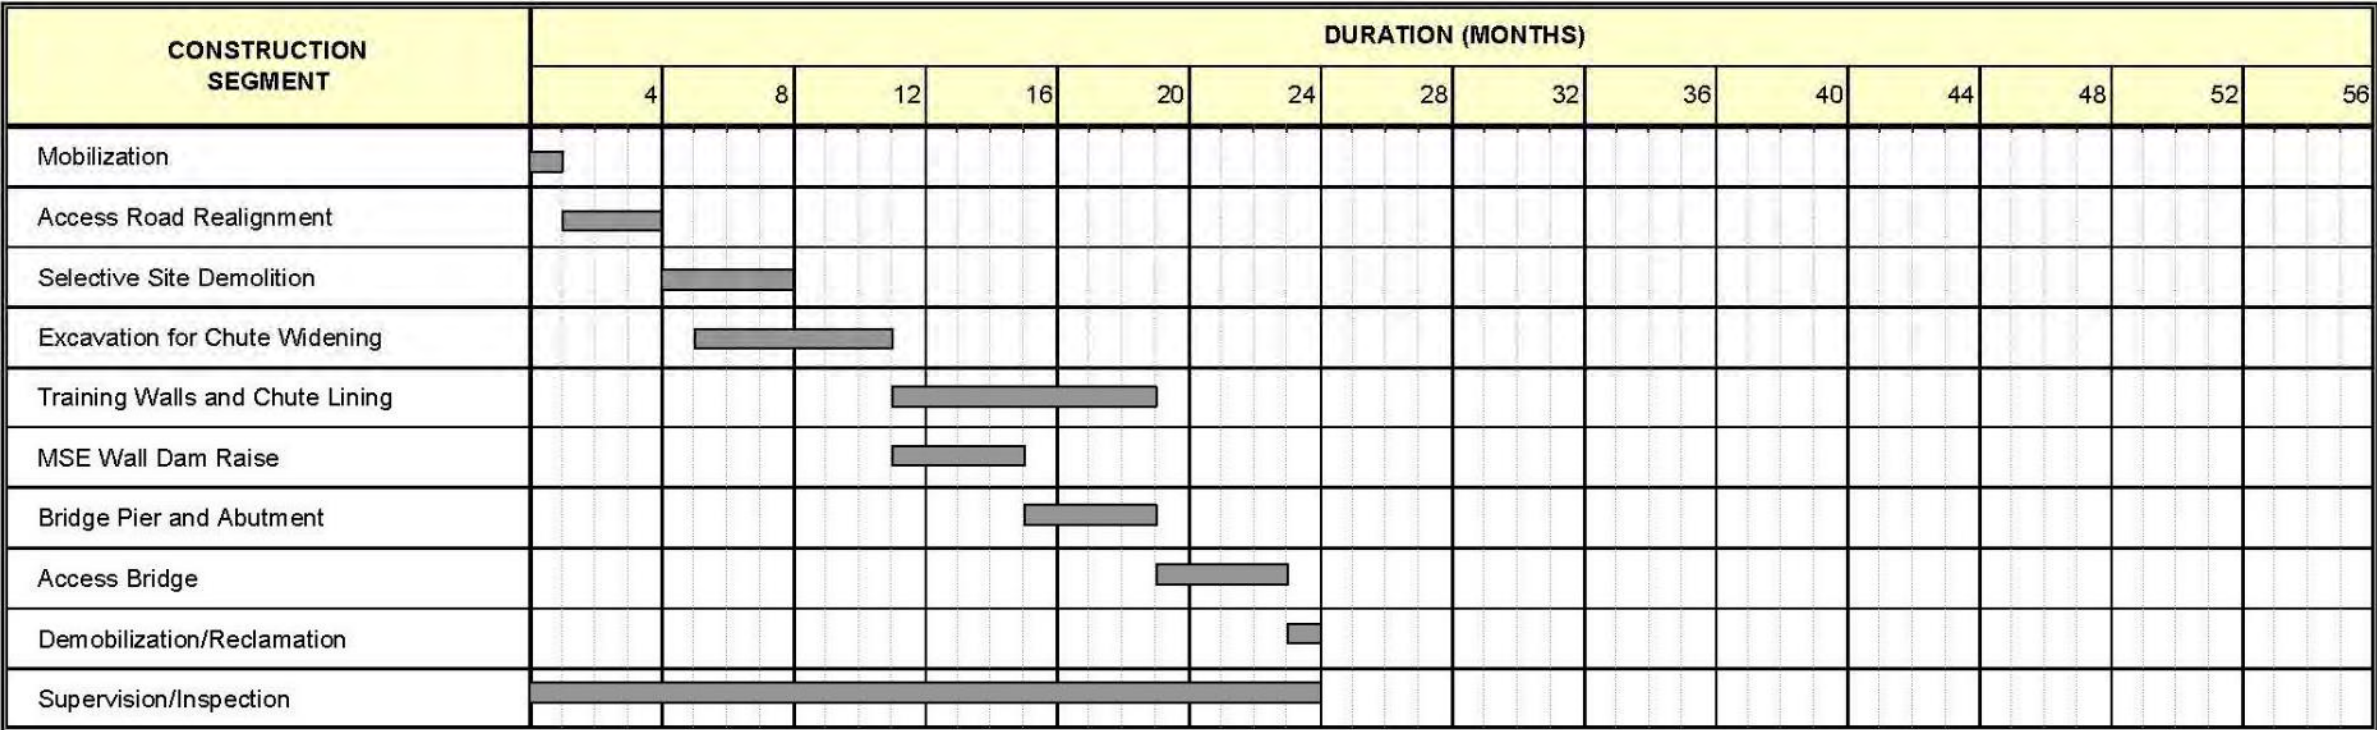 CONSTRUCTION
SEGMENT
DURATION (MONTHS)
4 8 12 16 20 24 28 32 36 40 44 48 52 56
Mobilization
Access Road Realignment
Selective Site Demolition
Excavation for Chute Widening
Training Walls and Chute Lining
MSE Wall Dam Raise
Bridge Pier and Abutment
Access Bridge
Demobilization/Reclamation
Supervision/Inspection